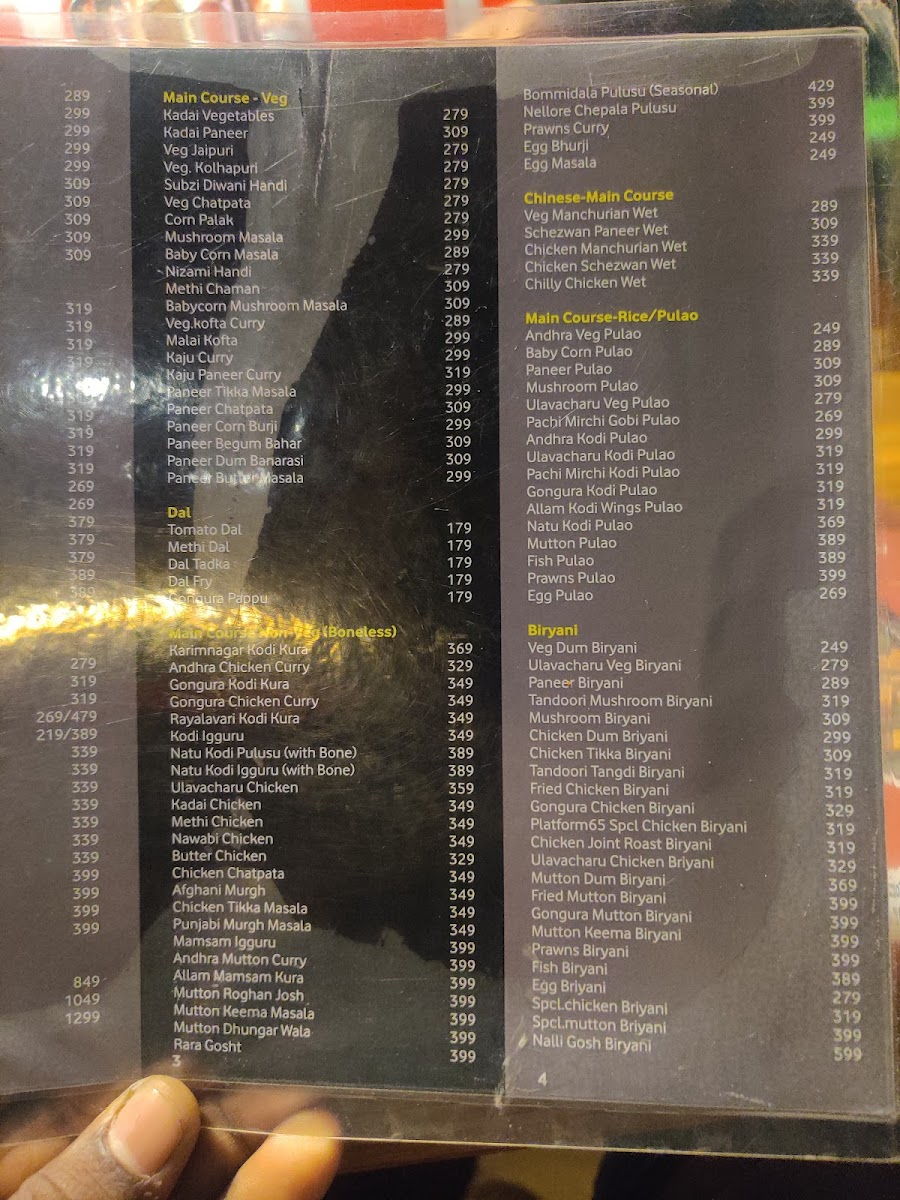 289
299
299
299
299
309
309
309
309
309
319
319
319
319
319
319
319
319
269
269
379
379
379
389
389
279
319
319
269/479
219/389
339
339
339
339
339
339
339
399
399
399
399
849
1049
1299
Main Course - Veg
Kadai Vegetables 279
Kadai Paneer 309
Veg Jaipuri 279
Veg. Kolhapuri 279
Subzi Diwani Handi 279
Veg Chatpata 279
Corn Palak 279
Mushroom Masala 299
Baby Corn Masala 289
Nizami Handi 279
Methi Chaman 309
Babycorn Mushroom Masala 309
Veg.kofta Curry 289
Malai Kofta 299
Kaju Curry 299
Kaju Paneer Curry 319
Paneer Tikka Masala 299
Paneer Chatpata 309
Paneer Corn Burji 299
Paneer Begum Bahar 309
Paneer Dum Banarasi 309
Paneer Butter Masala 299
Dal
Tomato Dal 179
Methi Dal 179
Dal Tadka 179
Dal Fry 179
Gongura Pappu 179
Main Course Non-Veg (Boneless)
Karimnagar Kodi Kura 369
Andhra Chicken Curry 329
Gongura Kodi Kura 349
Gongura Chicken Curry 349
Rayalavari Kodi Kura 349
Kodi Igguru 349
Natu Kodi Pulusu (with Bone) 389
Natu Kodi Igguru (with Bone) 389
Ulavacharu Chicken 359
Kadai Chicken 349
Methi Chicken 349
Nawabi Chicken 349
Butter Chicken 329
Chicken Chatpata 349
Afghani Murgh 349
Chicken Tikka Masala 349
Punjabi Murgh Masala 349
Mamsam Igguru 399
Andhra Mutton Curry 399
Allam Mamsam Kura 399
Mutton Roghan Josh 399
Mutton Keema Masala 399
Mutton Dhungar Wala 399
Rara Gosht 399
3
Bommidala Pulusu (Seasonal) 429
Nellore Chepala Pulusu 399
Prawns Curry 399
Egg Bhurji 249
Egg Masala 249
Chinese-Main Course
Veg Manchurian Wet 289
Schezwan Paneer Wet 309
Chicken Manchurian Wet 339
Chicken Schezwan Wet 339
Chilly Chicken Wet 339
Main Course-Rice/Pulao
Andhra Veg Pulao 249
Baby Corn Pulao 289
Paneer Pulao 309
Mushroom Pulao 309
Ulavacharu Veg Pulao 279
Pachi Mirchi Gobi Pulao 269
Andhra Kodi Pulao 299
Ulavacharu Kodi Pulao 319
Pachi Mirchi Kodi Pulao 319
Gongura Kodi Pulao 319
Allam Kodi Wings Pulao 319
Natu Kodi Pulao 369
Mutton Pulao 389
Fish Pulao 389
Prawns Pulao 399
Egg Pulao 269
Biryani
Veg Dum Biryani 249
Ulavacharu Veg Biryani 279
Paneer Biryani 289
Tandoori Mushroom Biryani 319
Mushroom Biryani 309
Chicken Dum Briyani 299
Chicken Tikka Biryani 309
Tandoori Tangdi Biryani 319
Fried Chicken Biryani 319
Gongura Chicken Biryani 329
Platform65 Spcl Chicken Biryani 319
Chicken Joint Roast Biryani 319
Ulavacharu Chicken Briyani 329
Mutton Dum Biryani 369
Fried Mutton Biryani 399
Gongura Mutton Biryani 399
Mutton Keema Biryani 399
Prawns Biryani 399
Fish Biryani 389
Egg Briyani 279
Spcl.chicken Briyani 319
Spcl.mutton Briyani 399
Nalli Gosh Biryani 599
4